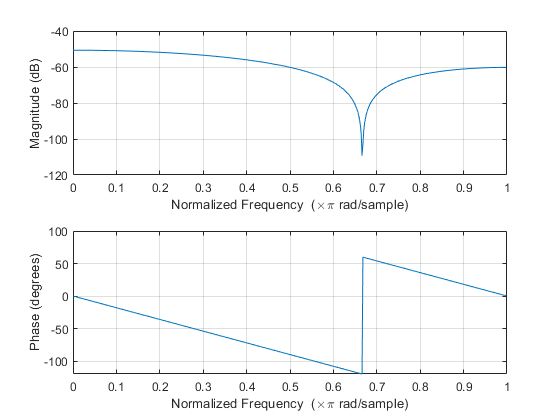 -40
-60
-80
-100
-120
Magnitude (dB)
0 0.1 0.2 0.3 0.4 0.5 0.6 0.7 0.8 0.9 1
Normalized Frequency (×π rad/sample)
100
50
0
-50
-100
Phase (degrees)
0 0.1 0.2 0.3 0.4 0.5 0.6 0.7 0.8 0.9 1
Normalized Frequency (×π rad/sample)